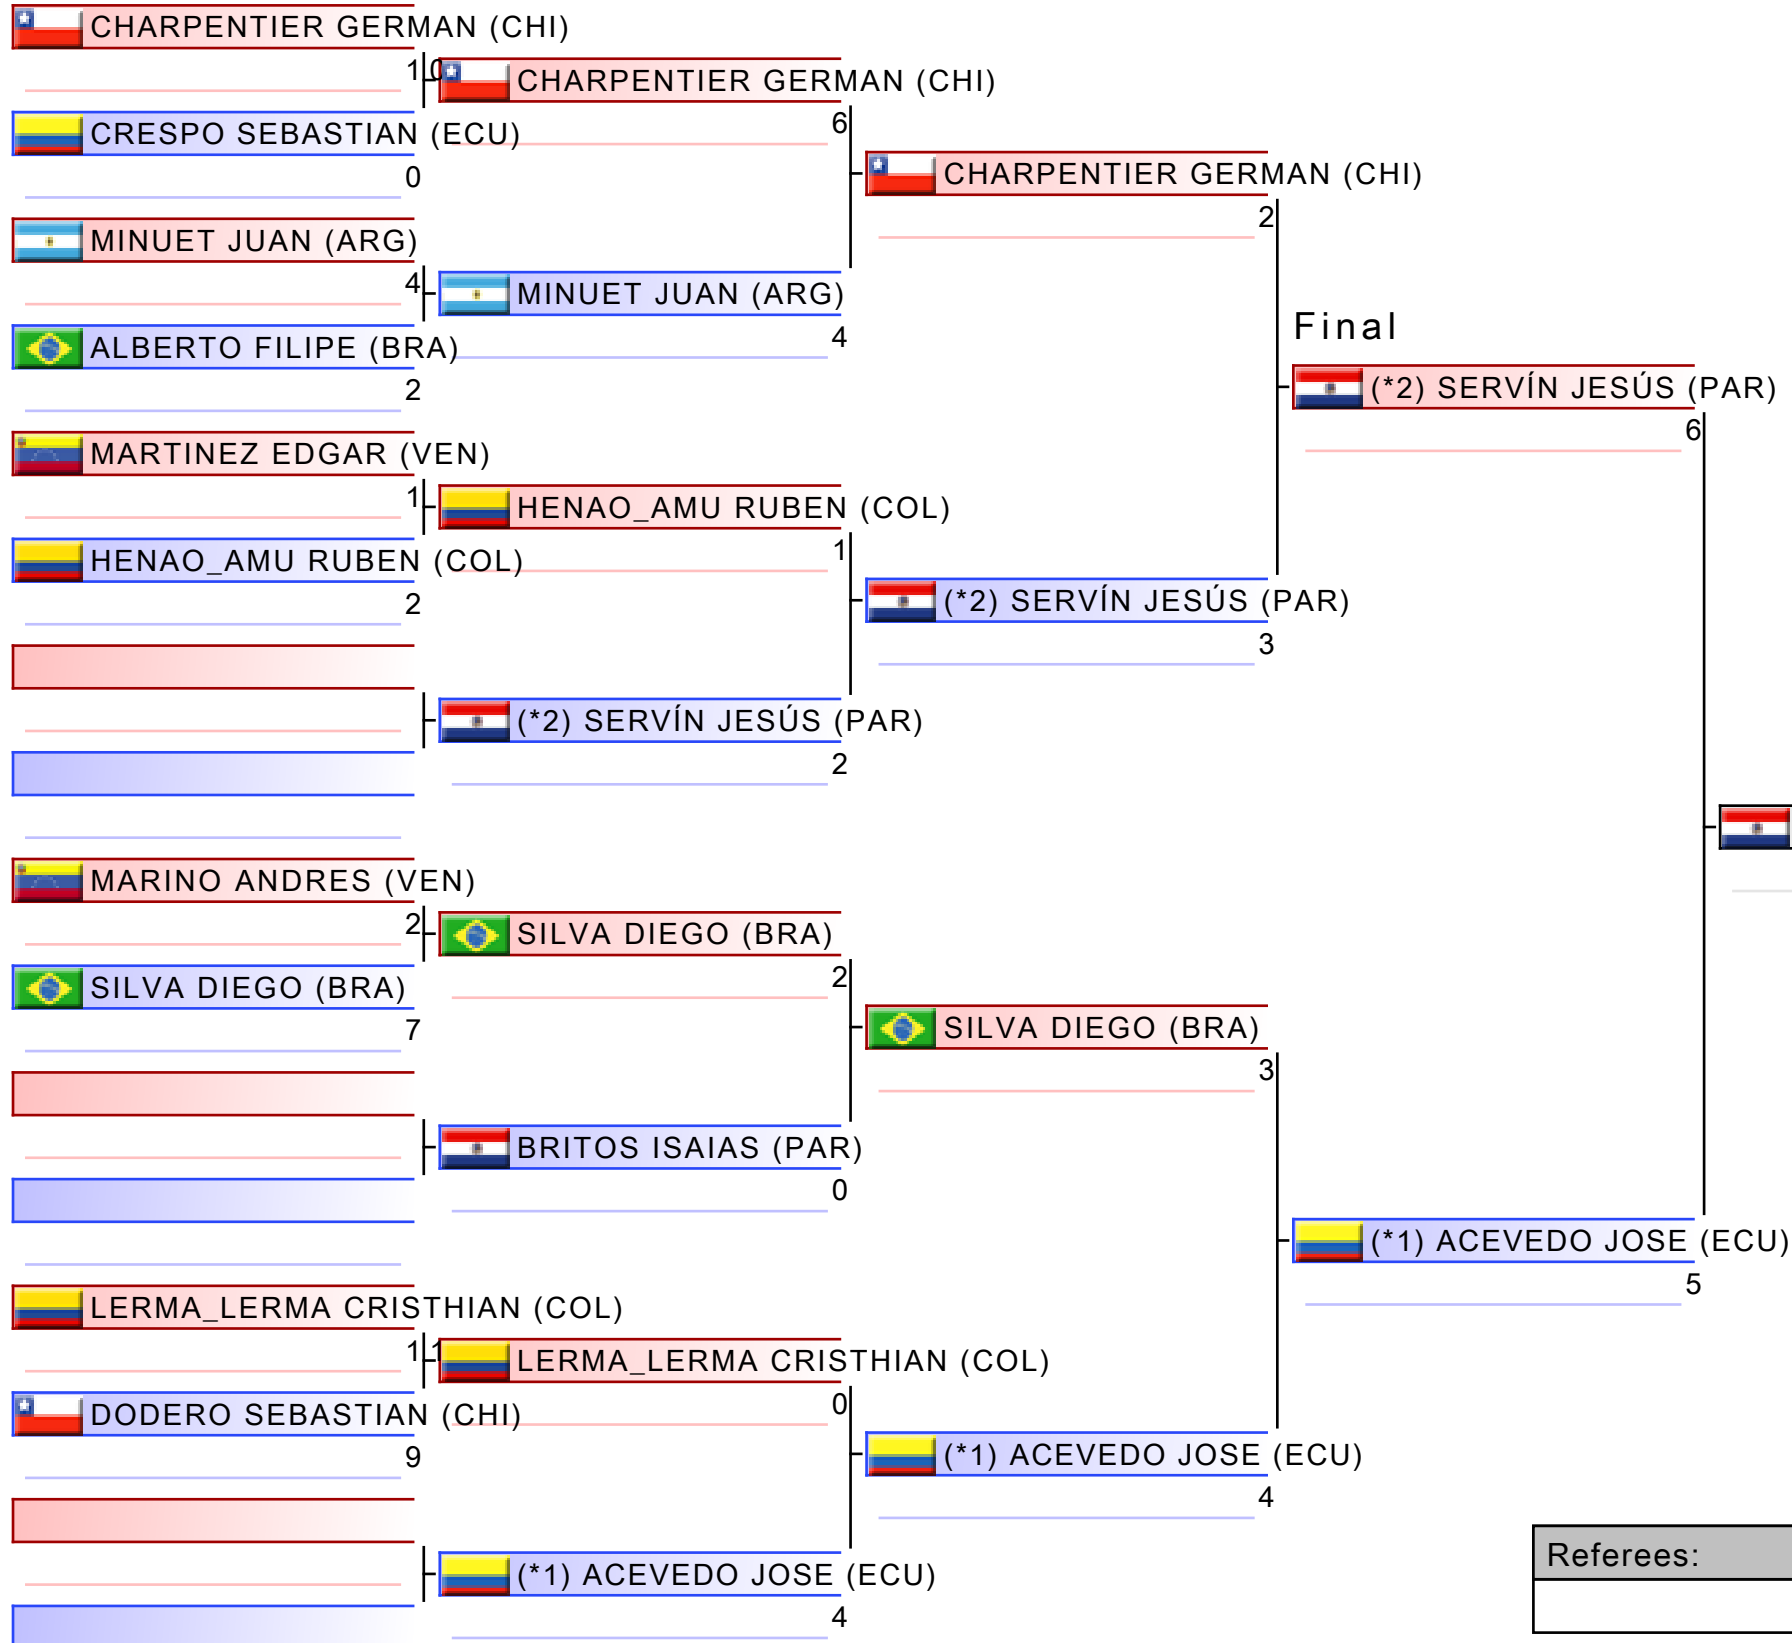 CHARPENTIER GERMAN (CHI)
10
CRESPO SEBASTIAN (ECU)
0
MINUET JUAN (ARG)
4
ALBERTO FILIPE (BRA)
2
MARTINEZ EDGAR (VEN)
1
HENAO_AMU RUBEN (COL)
2
MARINO ANDRES (VEN)
2
SILVA DIEGO (BRA)
7
LERMA_LERMA CRISTHIAN (COL)
11
DODERO SEBASTIAN (CHI)
9
CHARPENTIER GERMAN (CHI)
6
MINUET JUAN (ARG)
4
HENAO_AMU RUBEN (COL)
1
(*2) SERVÍN JESÚS (PAR)
2
SILVA DIEGO (BRA)
2
BRITOS ISAIAS (PAR)
0
LERMA_LERMA CRISTHIAN (COL)
0
(*1) ACEVEDO JOSE (ECU)
4
CHARPENTIER GERMAN (CHI)
2
(*2) SERVÍN JESÚS (PAR)
3
SILVA DIEGO (BRA)
3
(*1) ACEVEDO JOSE (ECU)
4
Final
(*2) SERVÍN JESÚS (PAR)
6
(*1) ACEVEDO JOSE (ECU)
5
Referees: